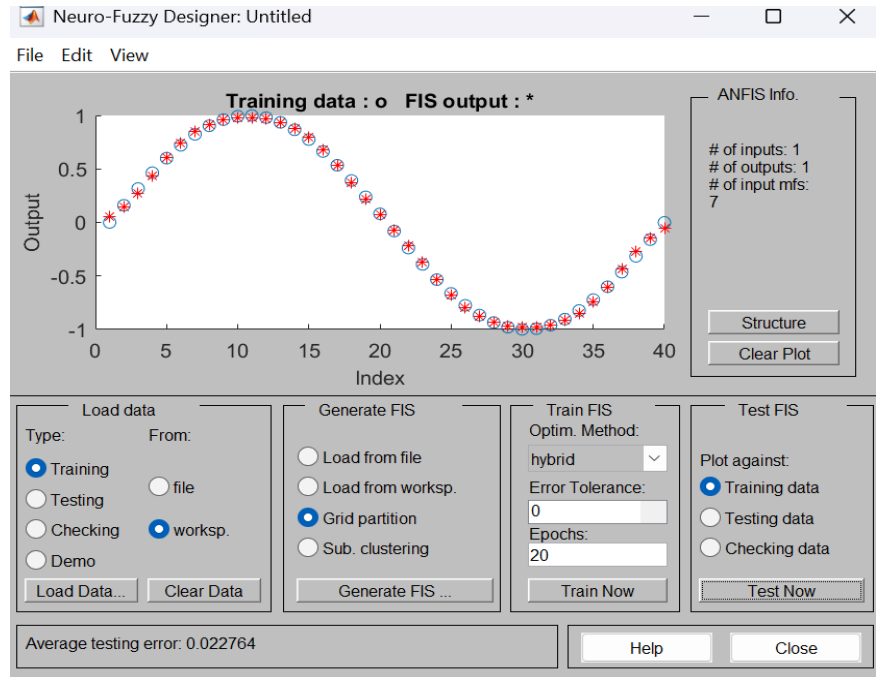 Neuro-Fuzzy Designer: Untitled
File Edit View
Training data : o FIS output : *
1
0.5
0
-0.5
-1
Output
0 5 10 15 20 25 30 35 40
Index
ANFIS Info.
# of inputs: 1
# of outputs: 1
# of input mfs:
7
Structure
Clear Plot
Load data
Type: From:
Training
Testing
Checking
Demo
file
worksp.
Load Data... Clear Data
Generate FIS
Load from file
Load from worksp.
Grid partition
Sub. clustering
Generate FIS ...
Train FIS
Optim. Method:
hybrid
Error Tolerance:
0
Epochs:
20
Train Now
Test FIS
Plot against:
Training data
Testing data
Checking data
Test Now
Average testing error: 0.022764
Help Close